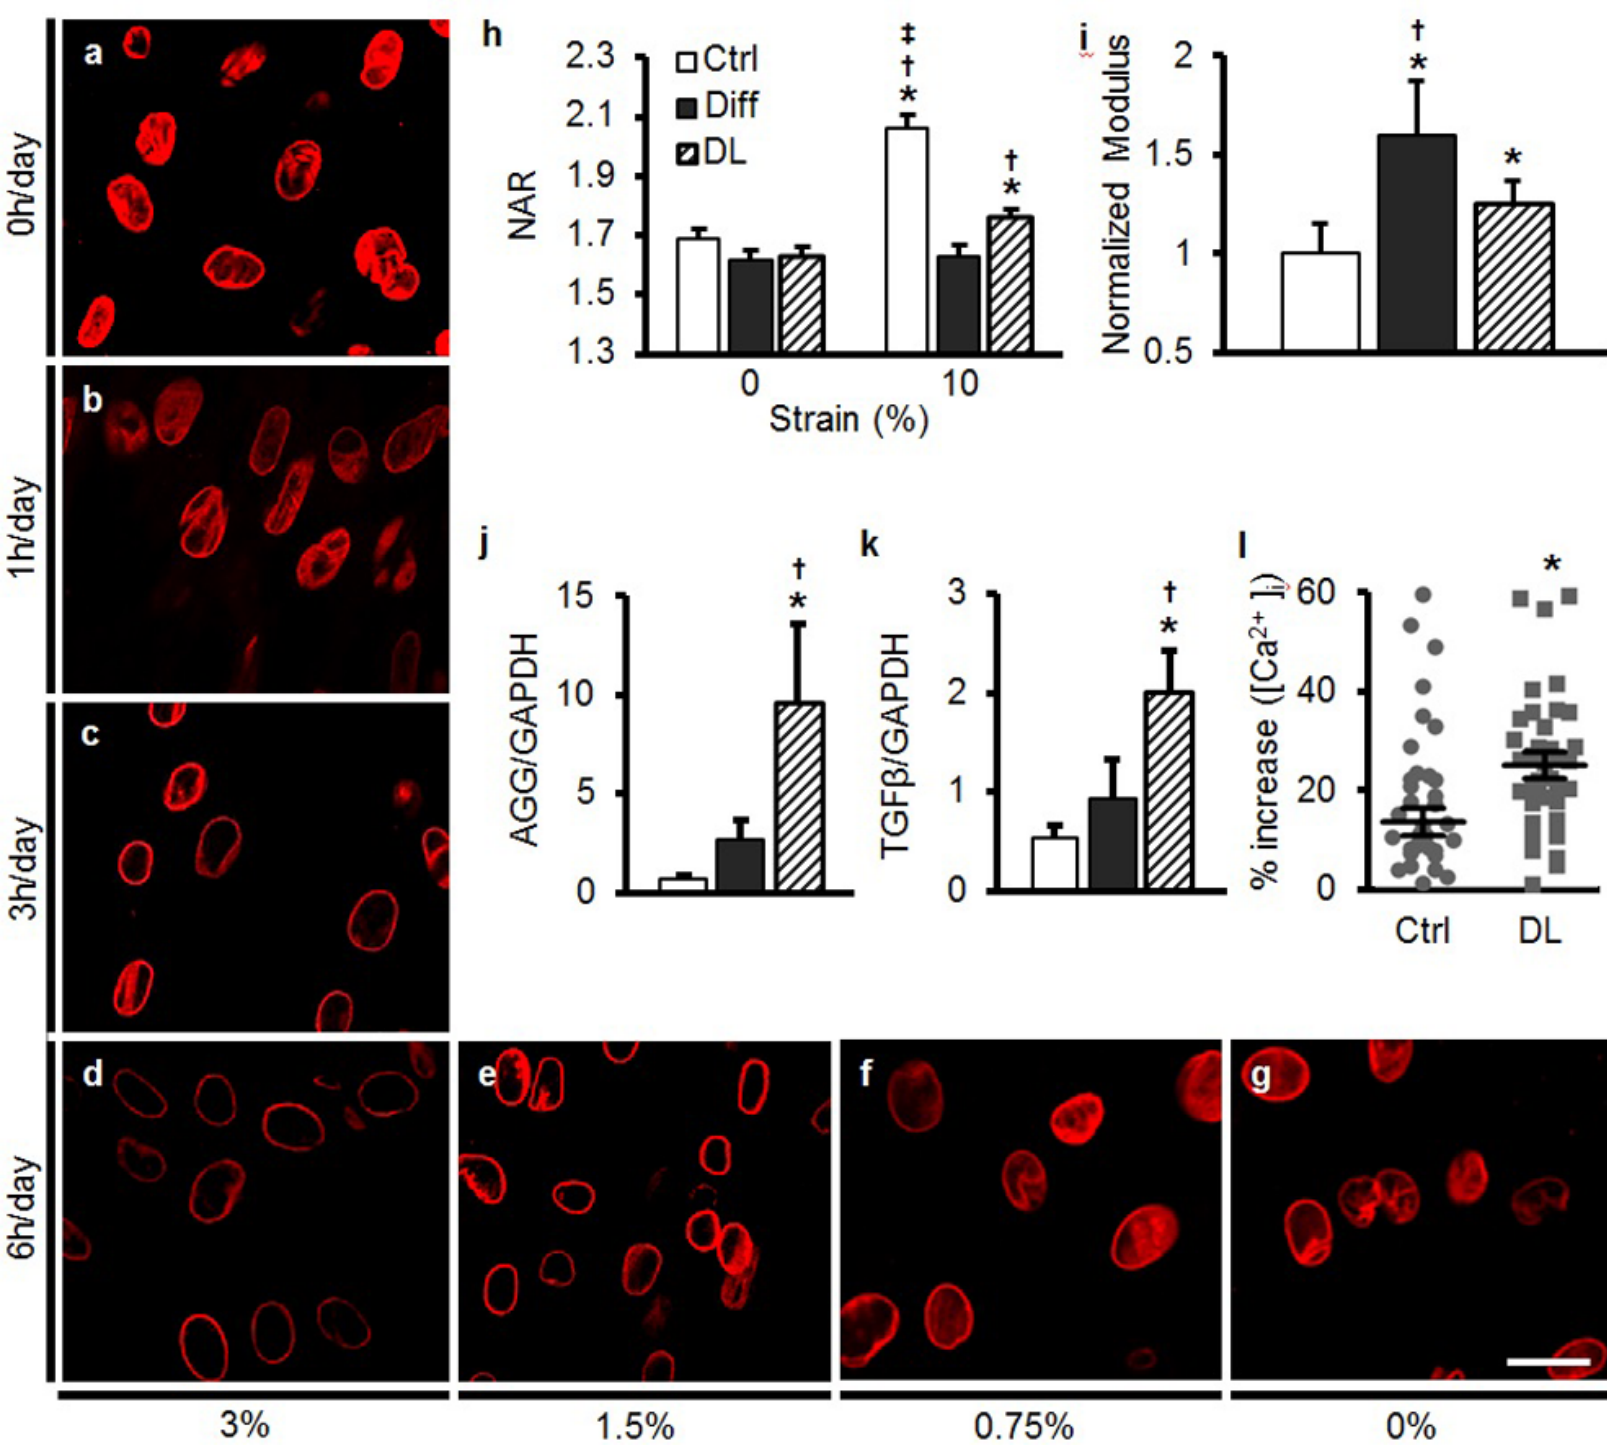 0h/day
a
1h/day
b
3h/day
c
6h/day
d
e
f
g
3%
1.5%
0.75%
0%
h
2.3
2.1
1.9
1.7
1.5
1.3
NAR
Ctrl
Diff
DL
‡
†
*
†
*
0
10
Strain (%)
i
Normalized Modulus
2
1.5
1
0.5
†
*
*
j
AGG/GAPDH
15
10
5
0
†
*
k
TGFβ/GAPDH
3
2
1
0
†
*
l
% increase ([Ca2+ ]i)
60
40
20
0
*
Ctrl
DL